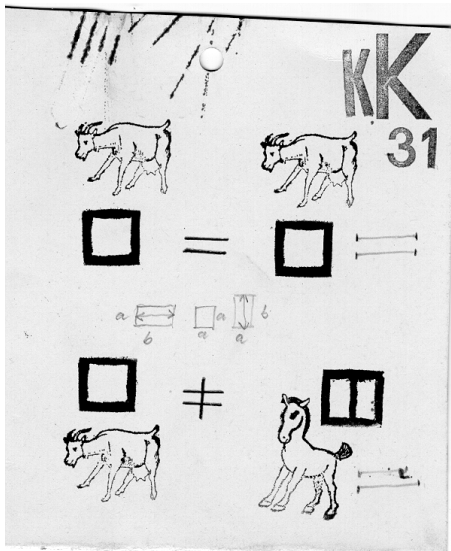 KK
31
= =
a a b
b a a
≠